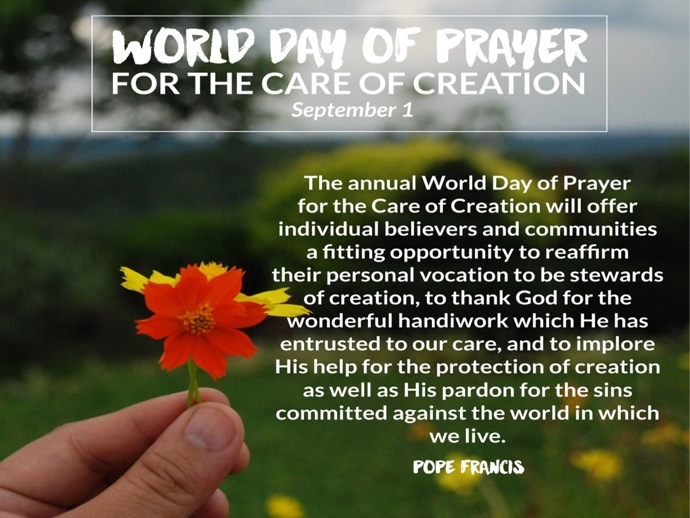 WORLD DAY OF PRAYER
FOR THE CARE OF CREATION
September 1
The annual World Day of Prayer
for the Care of Creation will offer
individual believers and communities
a fitting opportunity to reaffirm
their personal vocation to be stewards
of creation, to thank God for the
wonderful handiwork which He has
entrusted to our care, and to implore
His help for the protection of creation
as well as His pardon for the sins
committed against the world in which
we live.
POPE FRANCIS